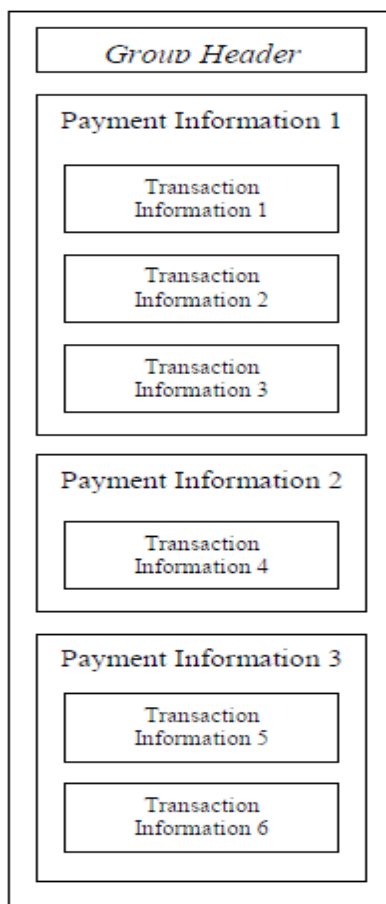 Group Header
Payment Information 1
Transaction
Information 1
Transaction
Information 2
Transaction
Information 3
Payment Information 2
Transaction
Information 4
Payment Information 3
Transaction
Information 5
Transaction
Information 6